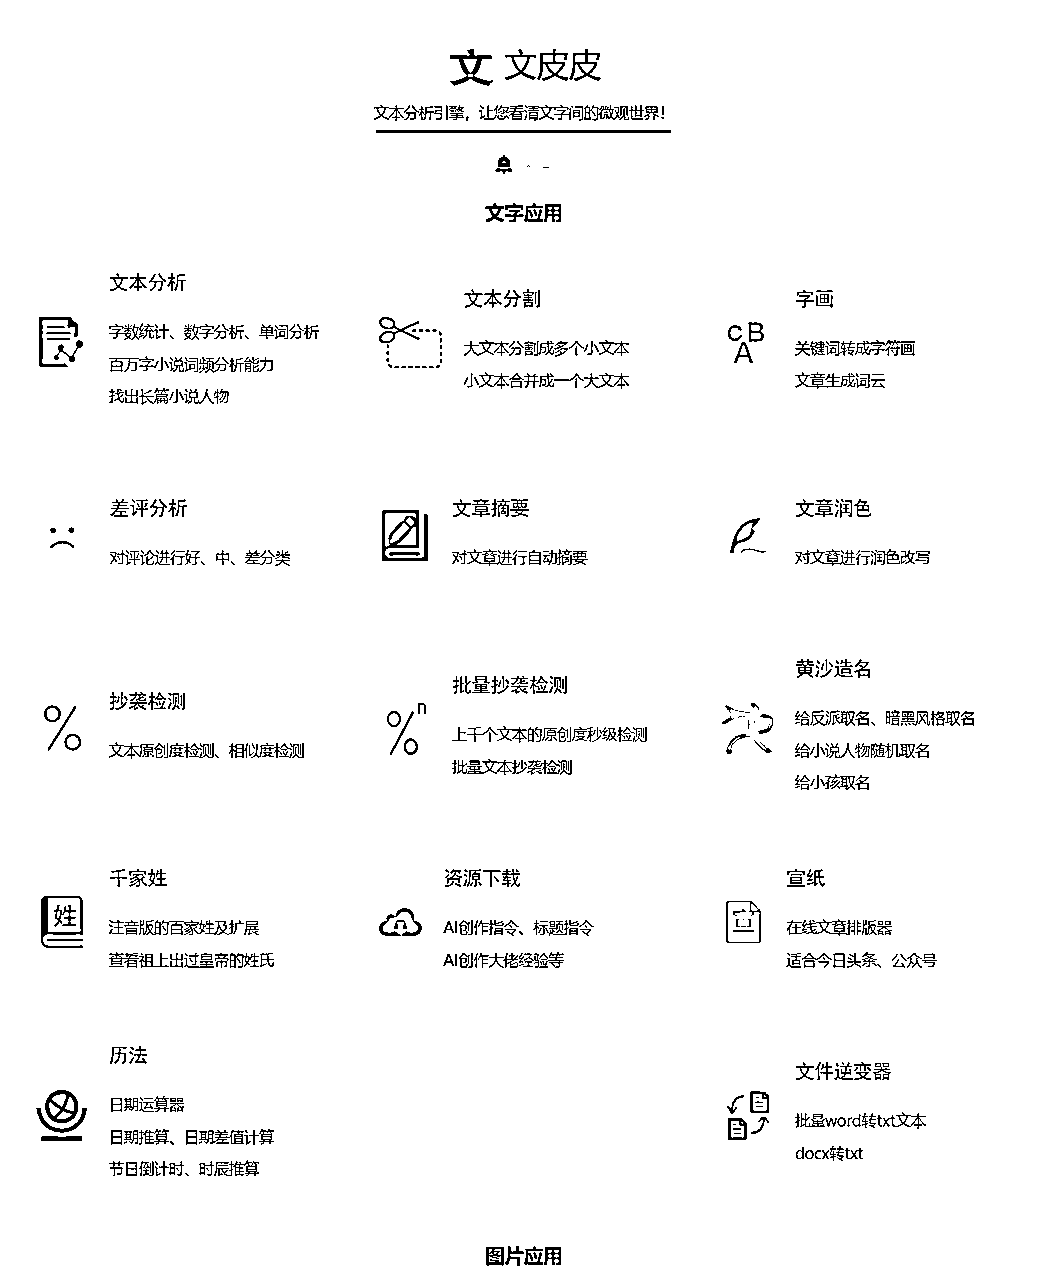 文 文皮皮
文本分析引擎，让您看清文字间的微观世界！
文字应用
文本分析
字数统计、数字分析、单词分析
百万字小说词频分析能力
找出长篇小说人物
文本分割
大文本分割成多个小文本
小文本合并成一个大文本
字画
C B
A
关键词转成字符画
文章生成词云
差评分析
对评论进行好、中、差分类
文章摘要
对文章进行自动摘要
文章润色
对文章进行润色改写
抄袭检测
文本原创度检测、相似度检测
批量抄袭检测
n
上千个文本的原创度秒级检测
批量文本抄袭检测
黄沙造名
给反派取名、暗黑风格取名
给小说人物随机取名
给小孩取名
千家姓
姓
注音版的百家姓及扩展
查看祖上出过皇帝的姓氏
资源下载
AI创作指令、标题指令
AI创作大佬经验等
宣纸
在线文章排版器
适合今日头条、公众号
历法
日期运算器
日期推算、日期差值计算
节日倒计时、时辰推算
文件逆变器
批量word转txt文本
docx转txt
图片应用